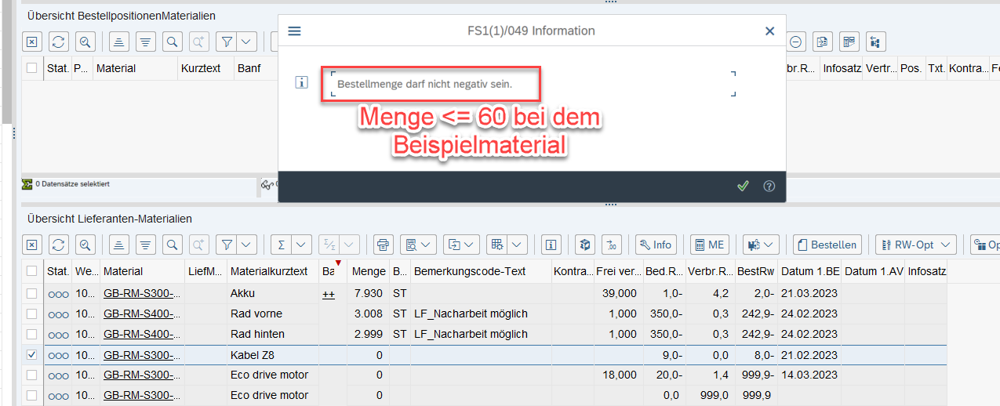 Übersicht BestellpositionenMaterialien
FS1(1)/049 Information
Stat. P... Material Kurztext Banf
br.R... Infosatz Vertr... Pos. Txt. Kontra... Fe
Bestellmenge darf nicht negativ sein.
Menge <= 60 bei dem
Beispielmaterial
0 Datensätze selektiert
Übersicht Lieferanten-Materialien
Info ME Bestellen RW-Opt Op
Stat. We... Material LiefM... Materialkurztext Ba Menge B... Bemerkungscode-Text Kontra... Frei ver... Bed.R... Verbr.R... BestRw Datum 1.BE Datum 1.AV Infosatz
10... GB-RM-S300-... Akku ++ 7.930 ST 39,000 1,0- 4,2 2,0- 21.03.2023
10... GB-RM-S400-... Rad vorne 3.008 ST LF_Nacharbeit möglich 1,000 350,0- 0,3 242,9- 24.02.2023
10... GB-RM-S400-... Rad hinten 2.999 ST LF_Nacharbeit möglich 1,000 350,0- 0,3 242,9- 24.02.2023
10... GB-RM-S300-... Kabel Z8 0 9,0- 0,0 8,0- 21.02.2023
10... GB-RM-S300-... Eco drive motor 0 18,000 20,0- 1,4 999,9- 14.03.2023
10... GB-RM-S300-... Eco drive motor 0 0,0 999,0 999,9